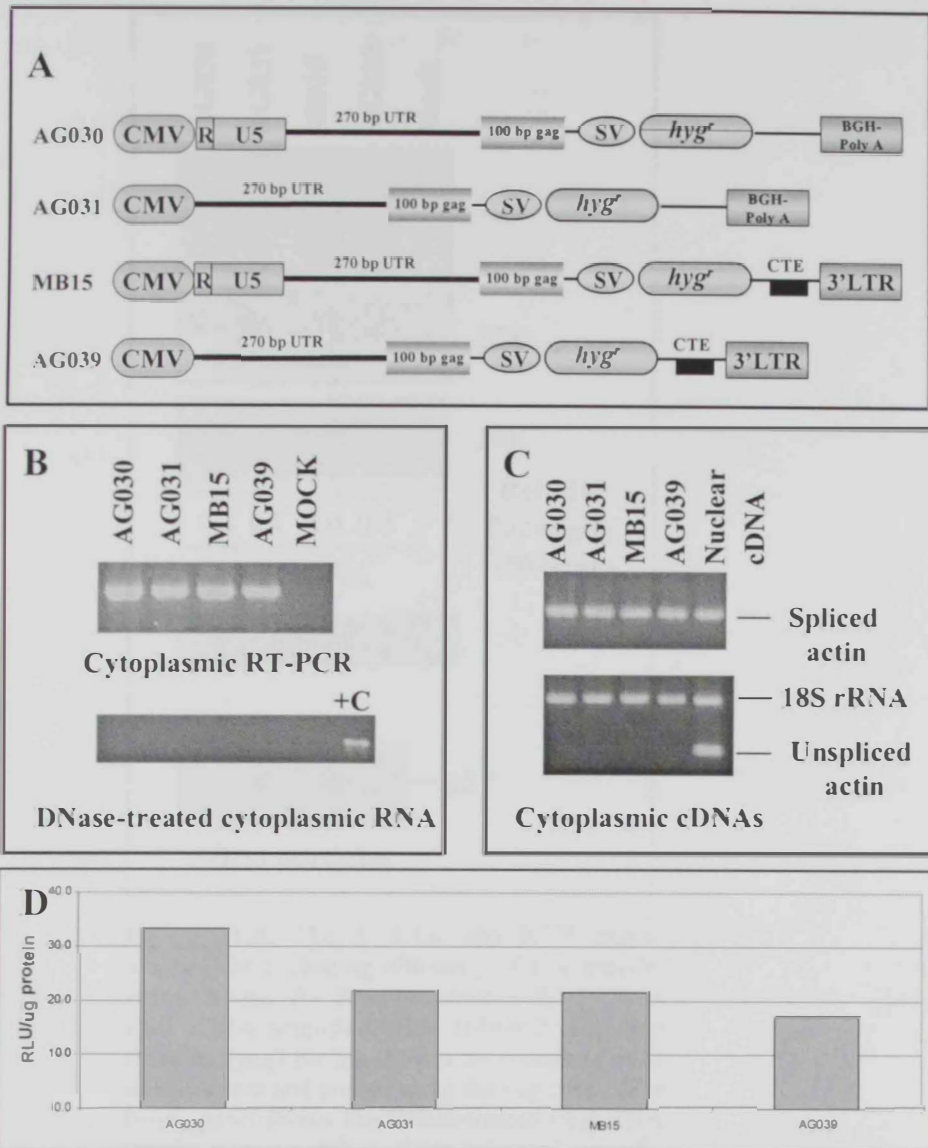 A
AG030 CMV R U5 270 bp UTR 100 bp gag SV hygʳ BGH-Poly A
AG031 CMV 270 bp UTR 100 bp gag SV hygʳ BGH-Poly A
MB15 CMV R U5 270 bp UTR 100 bp gag SV hygʳ CTE 3'LTR
AG039 CMV 270 bp UTR 100 bp gag SV hygʳ CTE 3'LTR
B
AG030
AG031
MB15
AG039
MOCK
Cytoplasmic RT-PCR
+C
DNase-treated cytoplasmic RNA
C
AG030
AG031
MB15
AG039
Nuclear
cDNA
Spliced
actin
18S rRNA
Unspliced
actin
Cytoplasmic cDNAs
D
RLU/ug protein
40.0
30.0
20.0
10.0
0.0
AG030 AG031 MB15 AG039